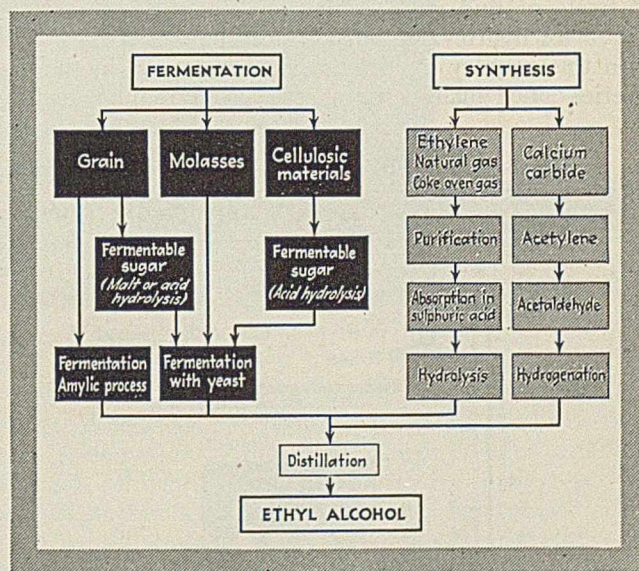 FERMENTATION
SYNTHESIS
Grain
Molasses
Cellulosic
materials
Ethylene
Natural gas
Coke oven gas
Calcium
carbide
Fermentable
sugar
(Malt or acid
hydrolysis)
Fermentable
sugar
(Acid hydrolysis)
Purification
Acetylene
Absorption in
sulphuric acid
Acetaldehyde
Fermentation
Amylic process
Fermentation
with yeast
Hydrolysis
Hydrogenation
Distillation
ETHYL ALCOHOL